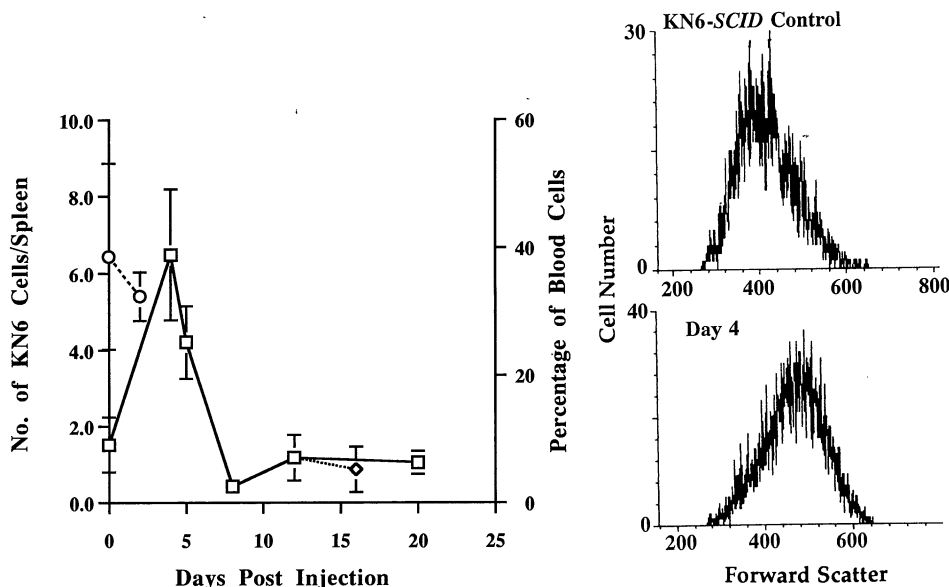 No. of KN6 Cells/Spleen
10.0
8.0
6.0
4.0
2.0
0.0
0 5 10 15 20 25
Days Post Injection
60
40
20
0
Percentage of Blood Cells
KN6-SCID Control
30
0
200 400 600 800
Cell Number
Day 4
40
0
200 400 600
Forward Scatter